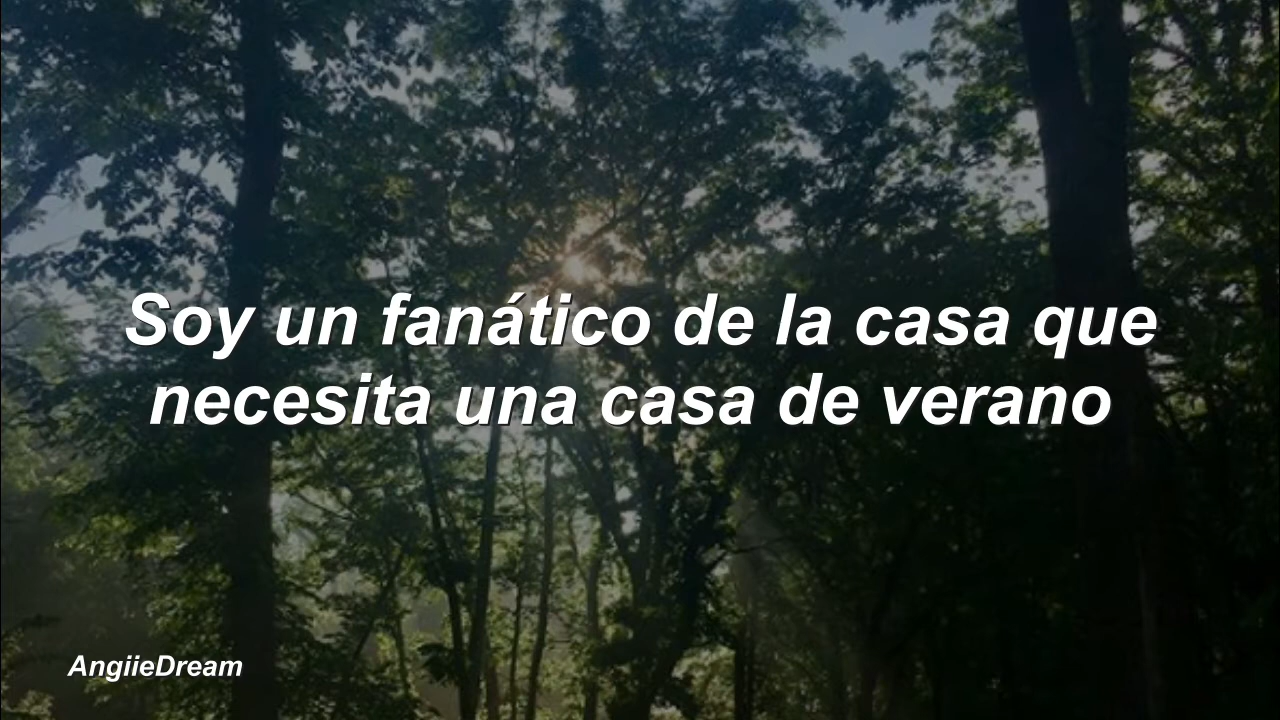 Soy un fanático de la casa que
necesita una casa de verano
AngiieDream